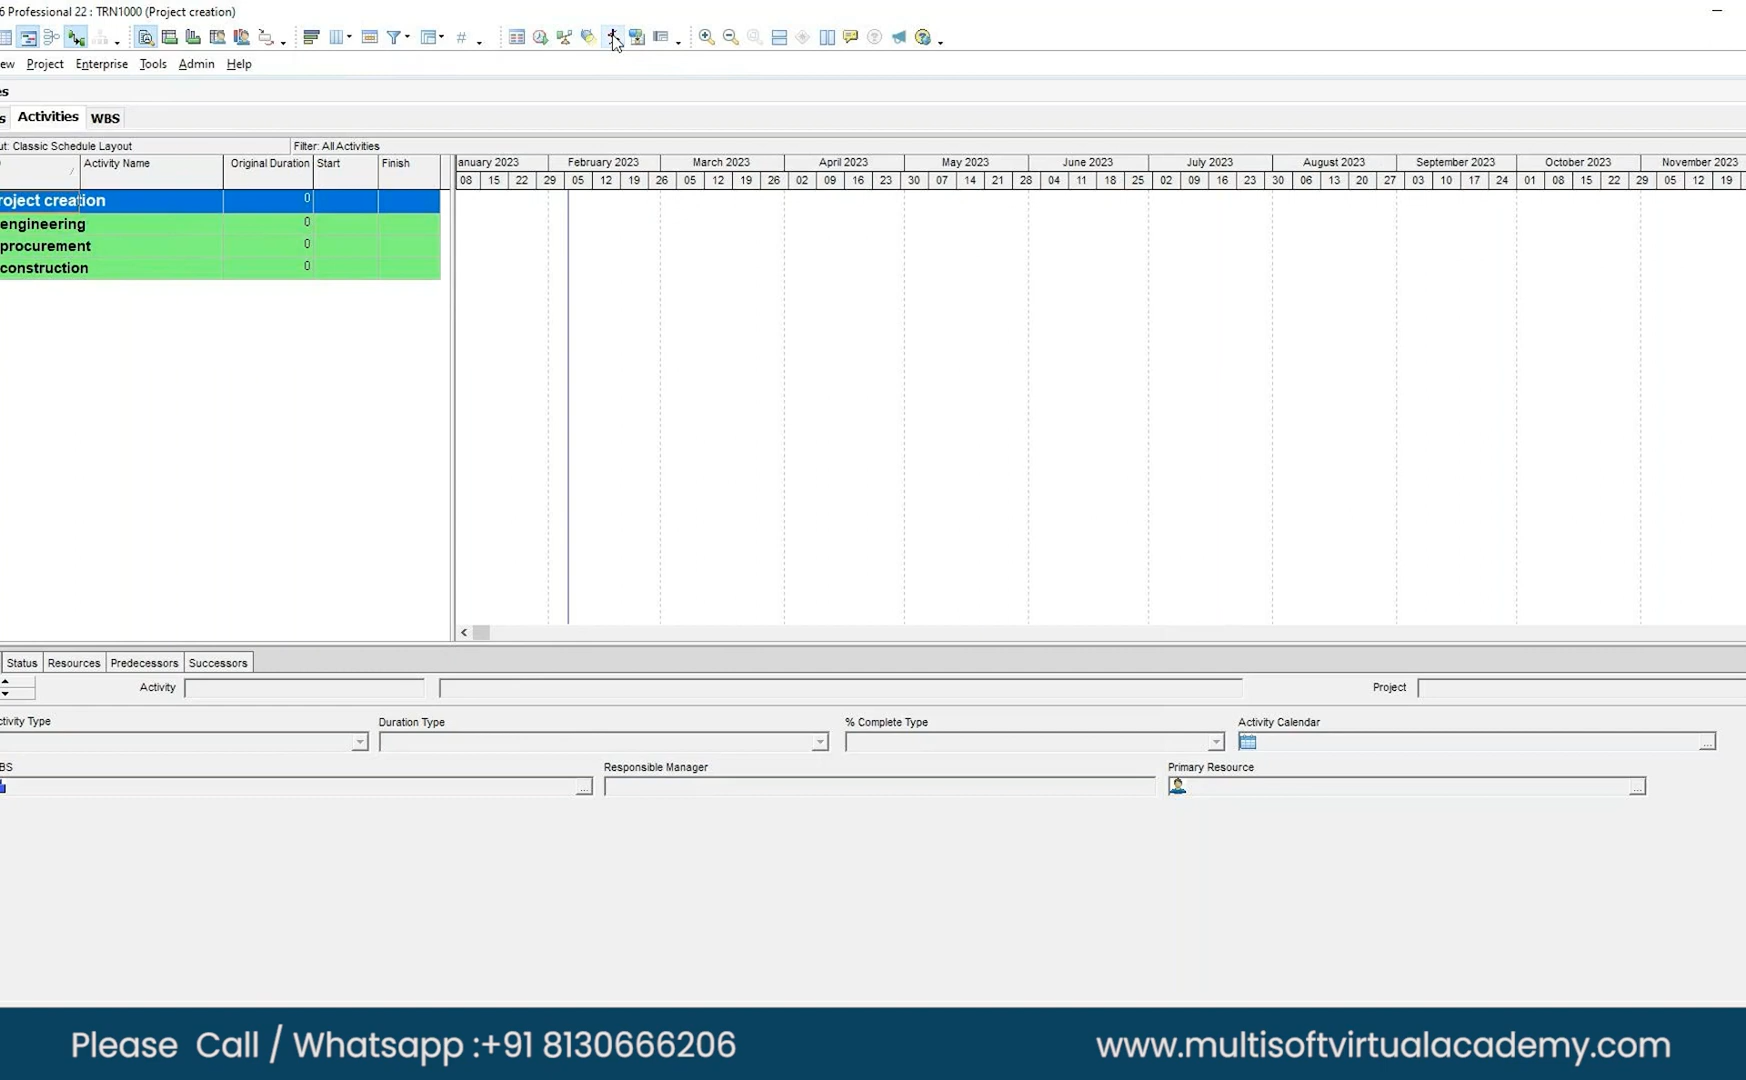 6 Professional 22 : TRN1000 (Project creation)
#
ew Project Enterprise Tools Admin Help
es
s Activities WBS
ut: Classic Schedule Layout Filter: All Activities
Activity Name Original Duration Start Finish
anuary 2023 February 2023 March 2023 April 2023 May 2023 June 2023 July 2023 August 2023 September 2023 October 2023 November 2023
08 15 22 29 05 12 19 26 05 12 19 26 02 09 16 23 30 07 14 21 28 04 11 18 25 02 09 16 23 30 06 13 20 27 03 10 17 24 01 08 15 22 29 05 12 19
roject creation 0
engineering 0
procurement 0
construction 0
Status Resources Predecessors Successors
Activity Project
ctivity Type Duration Type % Complete Type Activity Calendar
BS Responsible Manager Primary Resource
Please Call / Whatsapp :+91 8130666206 www.multisoftvirtualacademy.com